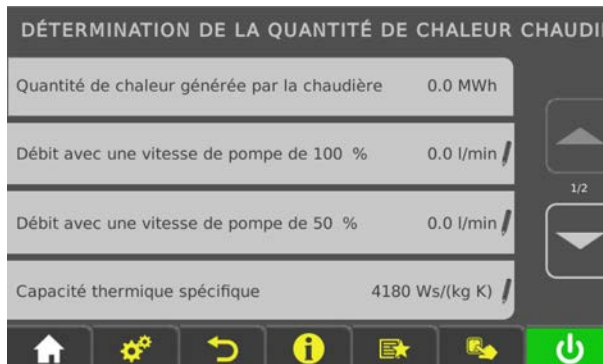 DÉTERMINATION DE LA QUANTITÉ DE CHALEUR CHAUDI
Quantité de chaleur générée par la chaudière 0.0 MWh
Débit avec une vitesse de pompe de 100 % 0.0 l/min
1/2
Débit avec une vitesse de pompe de 50 % 0.0 l/min
Capacité thermique spécifique 4180 Ws/(kg K)